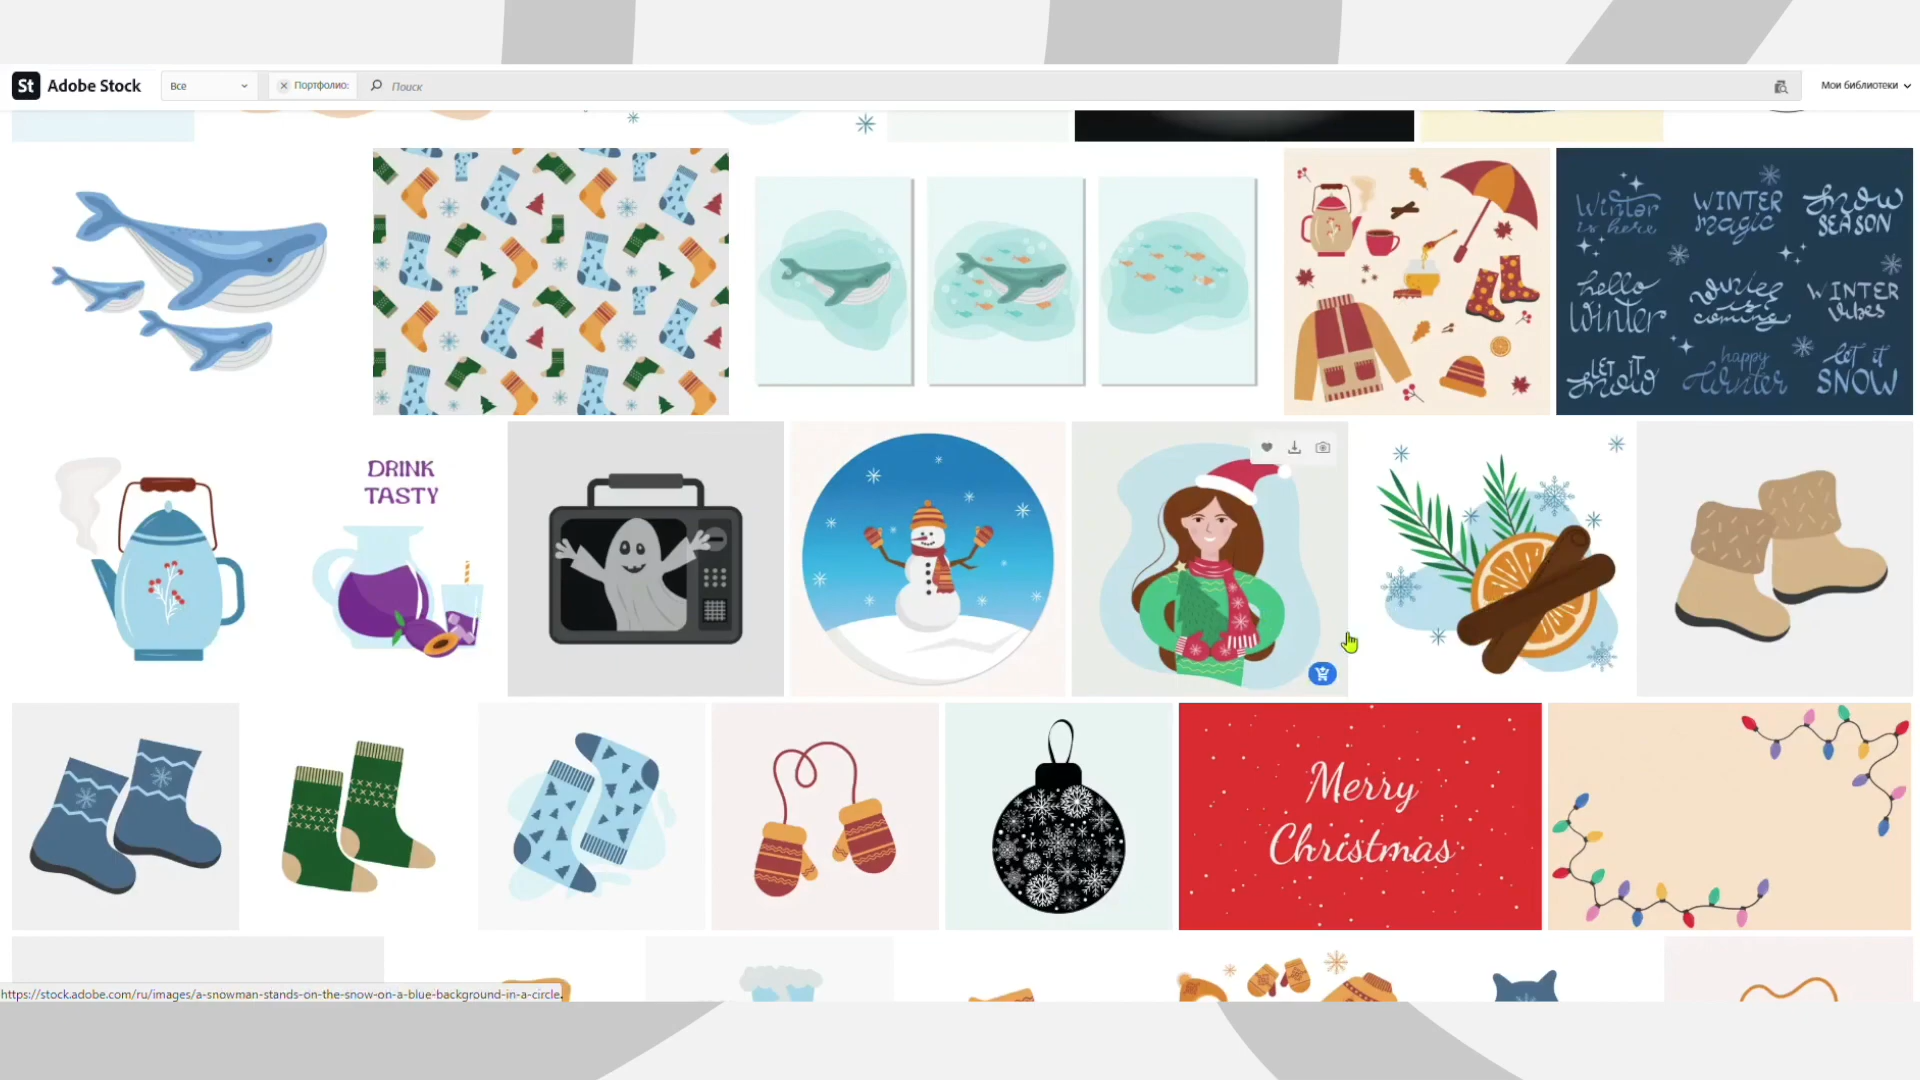 St Adobe Stock
Все
Портфолио:
Поиск
Мои библиотеки
Winter
is here
WINTER
magic
Snow
SEASON
hello
Winter
Winter
is
coming
WINTER
vibes
LET IT
snow
happy
Winter
let it
SNOW
DRINK
TASTY
Merry
Christmas
https://stock.adobe.com/ru/images/a-snowman-stands-on-the-snow-on-a-blue-background-in-a-circle.